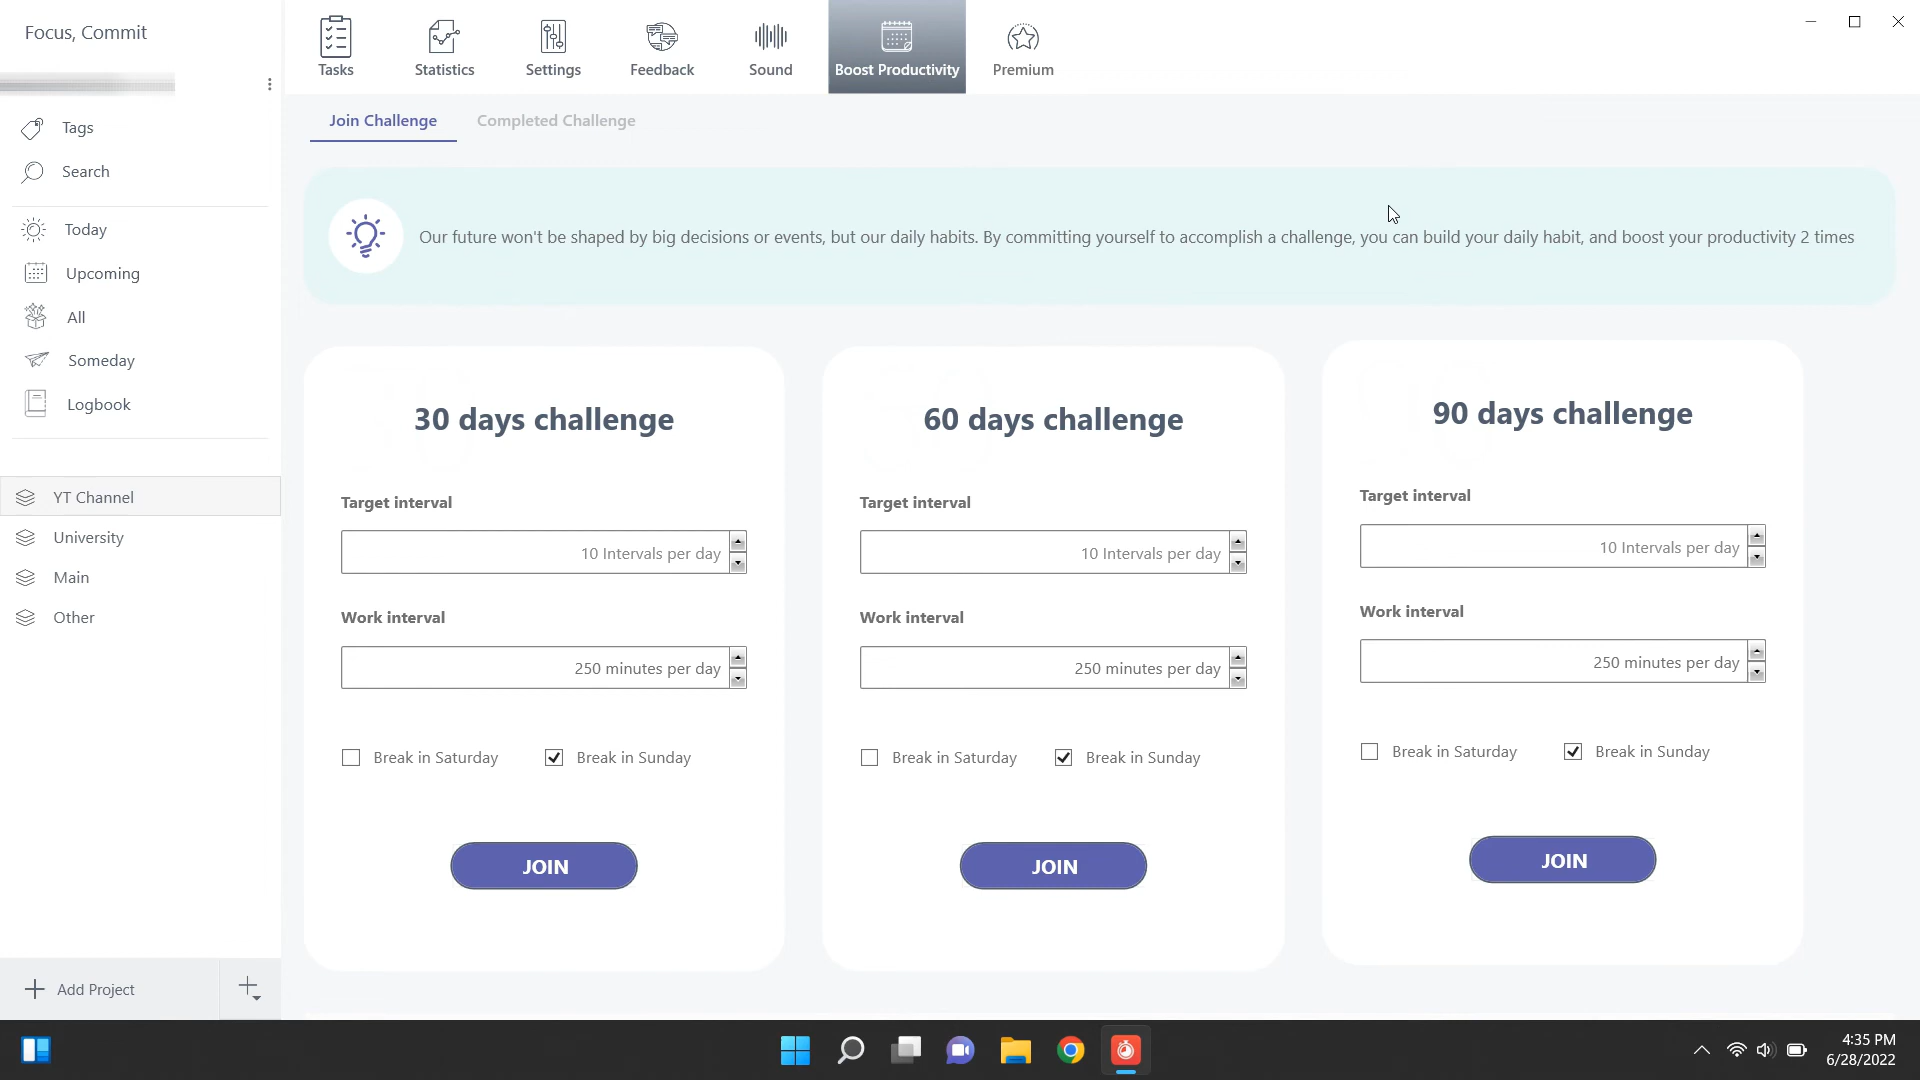 Focus, Commit
Tasks
Statistics
Settings
Feedback
Sound
Boost Productivity
Premium
Tags
Search
Today
Upcoming
All
Someday
Logbook
YT Channel
University
Main
Other
Add Project
Join Challenge
Completed Challenge
Our future won't be shaped by big decisions or events, but our daily habits. By committing yourself to accomplish a challenge, you can build your daily habit, and boost your productivity 2 times
30 days challenge
Target interval
10 Intervals per day
Work interval
250 minutes per day
Break in Saturday
Break in Sunday
JOIN
60 days challenge
Target interval
10 Intervals per day
Work interval
250 minutes per day
Break in Saturday
Break in Sunday
JOIN
90 days challenge
Target interval
10 Intervals per day
Work interval
250 minutes per day
Break in Saturday
Break in Sunday
JOIN
4:35 PM
6/28/2022